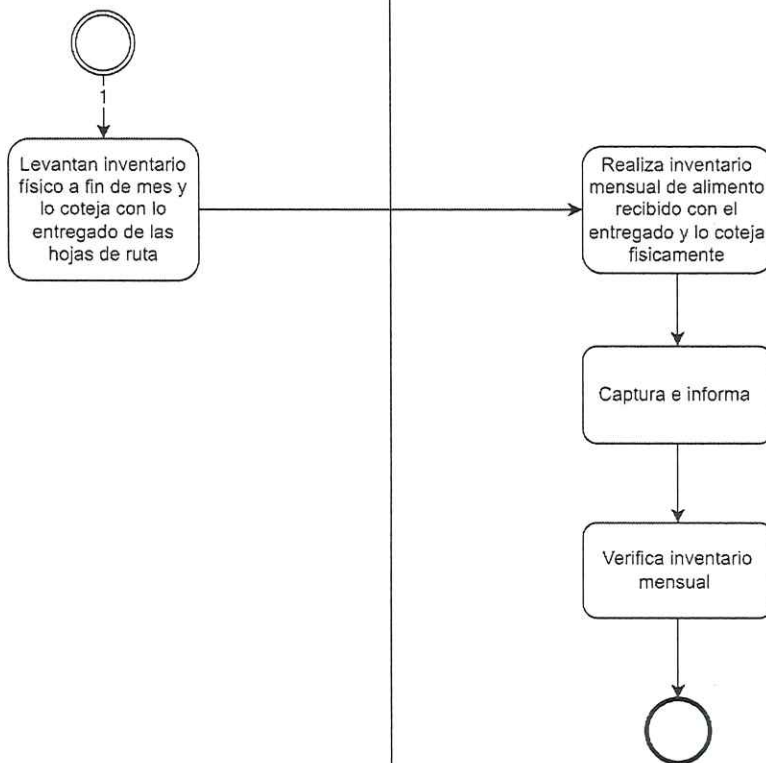 1
Levantan inventario
físico a fin de mes y
lo coteja con lo
entregado de las
hojas de ruta
Realiza inventario
mensual de alimento
recibido con el
entregado y lo coteja
fisicamente
Captura e informa
Verifica inventario
mensual